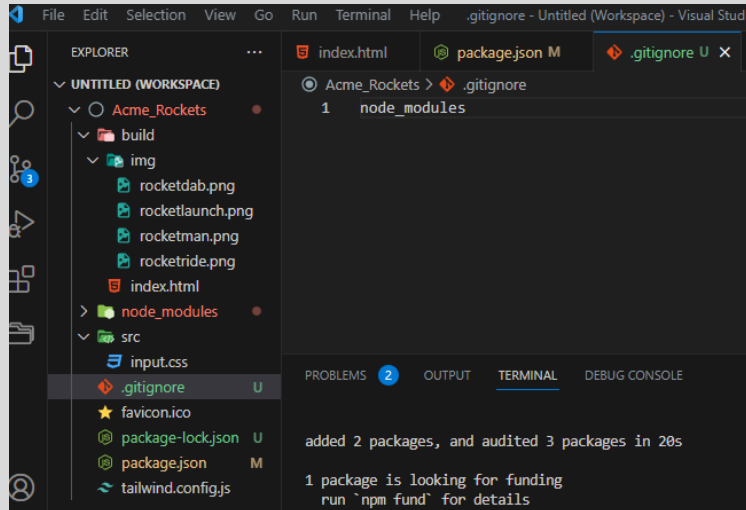 File Edit Selection View Go Run Terminal Help .gitignore - Untitled (Workspace) - Visual Stud
EXPLORER ...
index.html package.json M .gitignore U
UNTITLED (WORKSPACE)
Acme_Rockets > .gitignore
Acme_Rockets
1 node_modules
build
img
rocketdab.png
rocketlaunch.png
rocketman.png
rocketride.png
index.html
node_modules
src
input.css
.gitignore U
favicon.ico
package-lock.json U
package.json M
tailwind.config.js
3
PROBLEMS 2 OUTPUT TERMINAL DEBUG CONSOLE
added 2 packages, and audited 3 packages in 20s
1 package is looking for funding
run `npm fund` for details